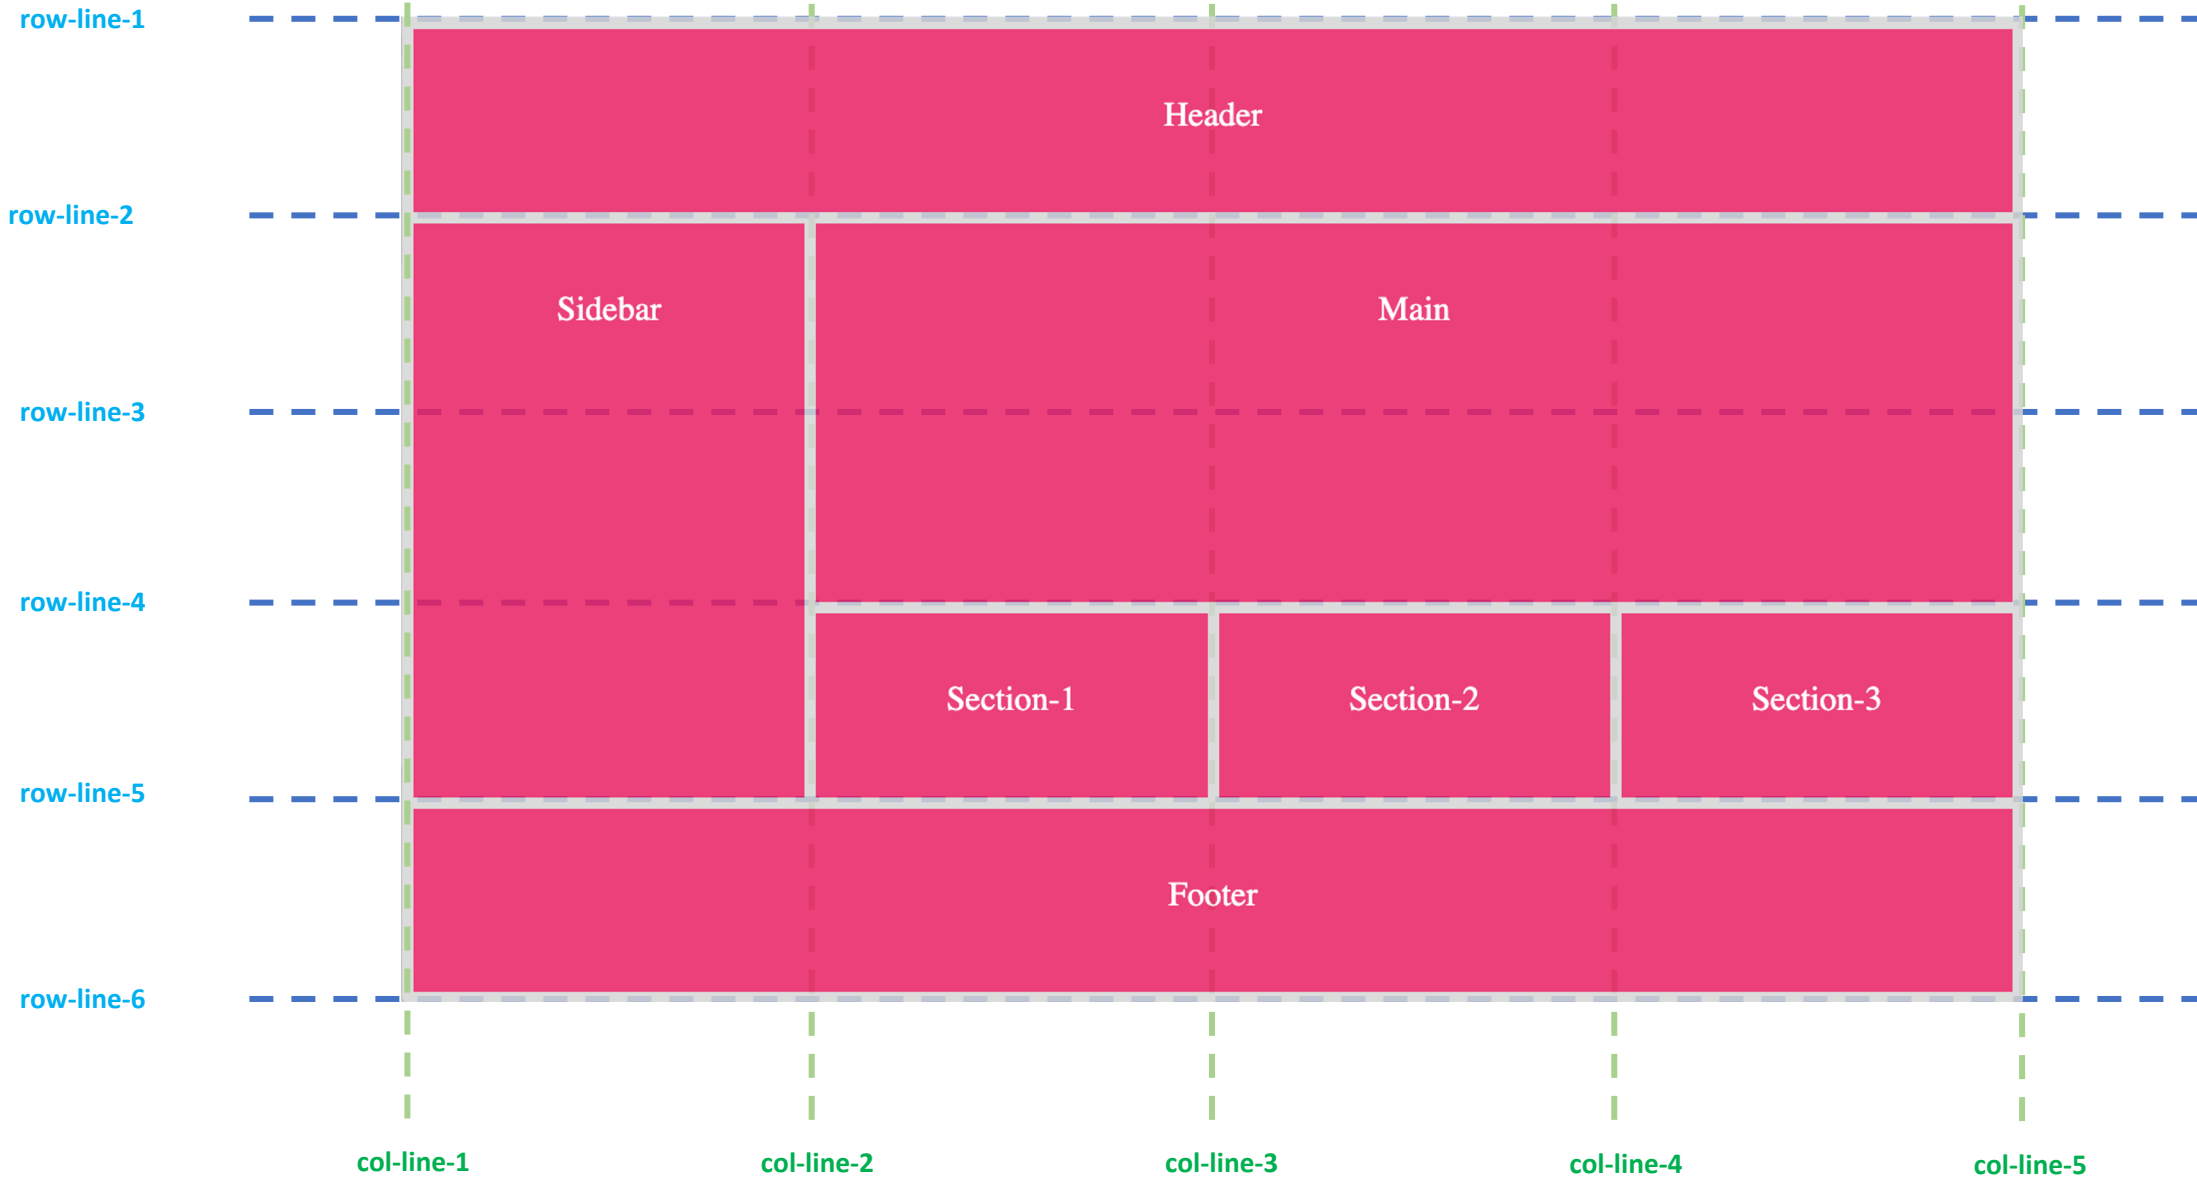 row-line-1
Header
row-line-2
Sidebar
Main
row-line-3
row-line-4
Section-1
Section-2
Section-3
row-line-5
Footer
row-line-6
col-line-1
col-line-2
col-line-3
col-line-4
col-line-5